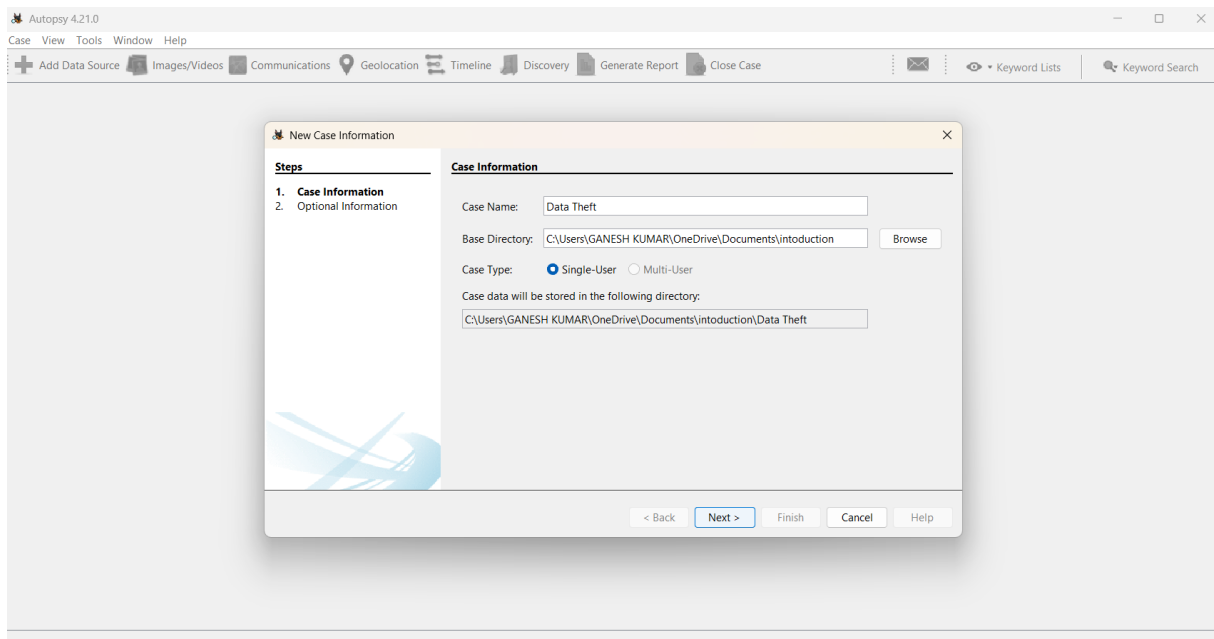 Autopsy 4.21.0
Case View Tools Window Help
Add Data Source Images/Videos Communications Geolocation Timeline Discovery Generate Report Close Case Keyword Lists Keyword Search
New Case Information
Steps
1. Case Information
2. Optional Information
Case Information
Case Name: Data Theft
Base Directory: C:\Users\GANESH KUMAR\OneDrive\Documents\intoduction Browse
Case Type: Single-User Multi-User
Case data will be stored in the following directory:
C:\Users\GANESH KUMAR\OneDrive\Documents\intoduction\Data Theft
< Back Next > Finish Cancel Help